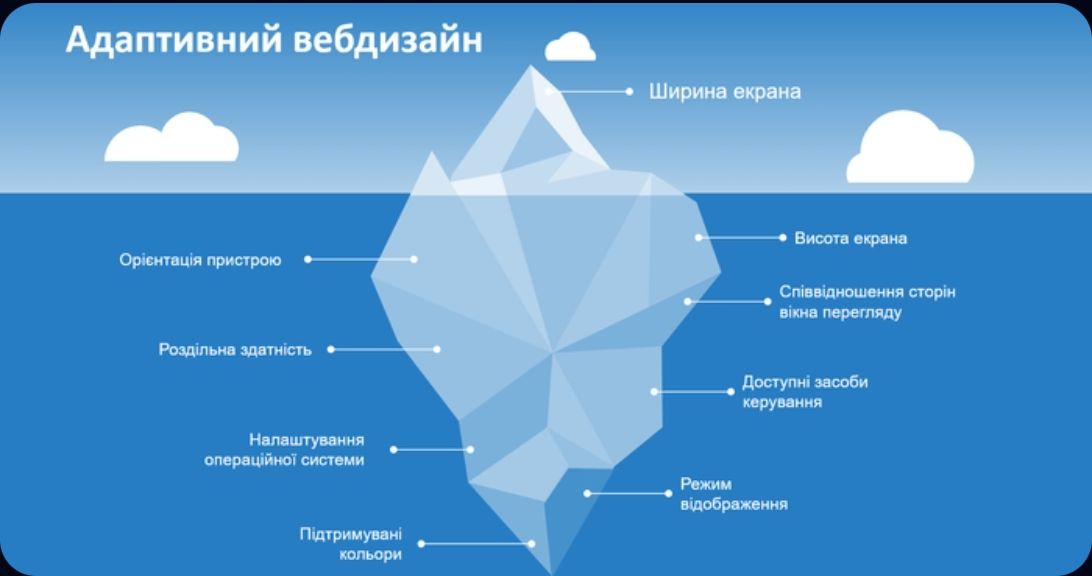 Адаптивний вебдизайн
Ширина екрана
Орієнтація пристрою
Роздільна здатність
Налаштування
операційної системи
Підтримувані
кольори
Висота екрана
Співвідношення сторін
вікна перегляду
Доступні засоби
керування
Режим
відображення